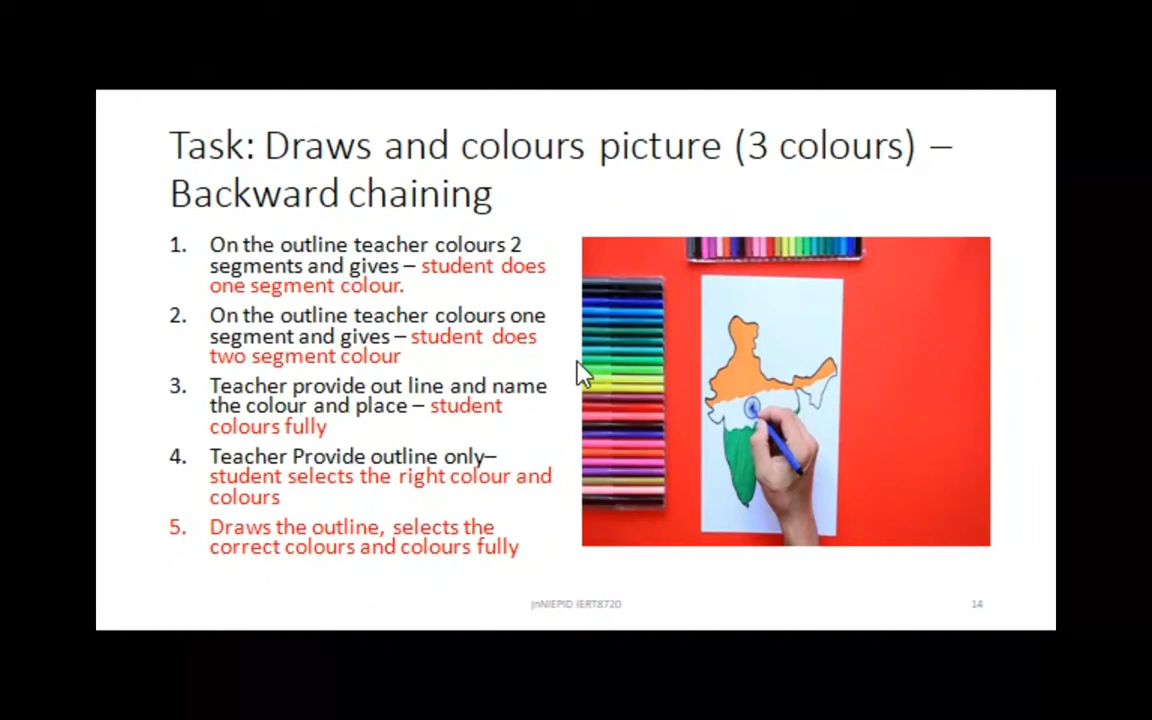 Task: Draws and colours picture (3 colours) –
Backward chaining
1. On the outline teacher colours 2
segments and gives – student does
one segment colour.
2. On the outline teacher colours one
segment and gives – student does
two segment colour
3. Teacher provide out line and name
the colour and place – student
colours fully
4. Teacher Provide outline only–
student selects the right colour and
colours
5. Draws the outline, selects the
correct colours and colours fully
JnNIEPID IERT8720
14